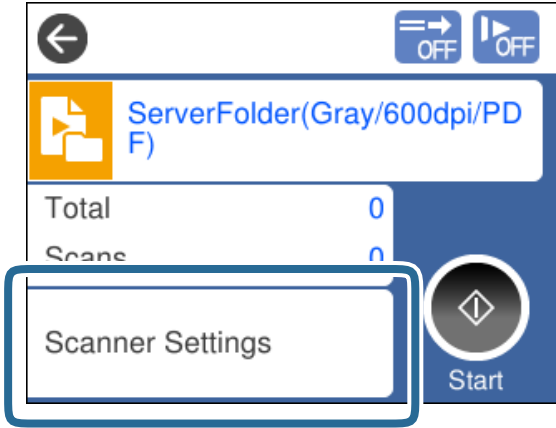 OFF OFF
ServerFolder(Gray/600dpi/PD
F)
Total 0
Scans 0
Scanner Settings
Start